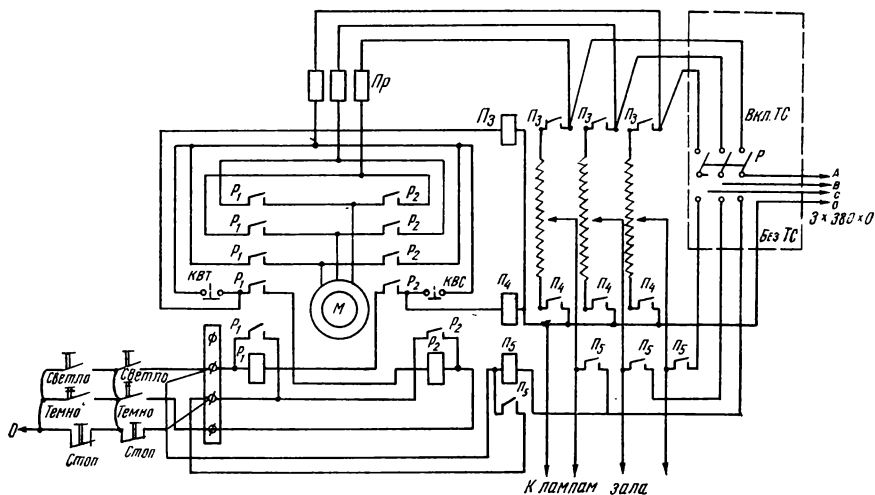 Пр
П3
П3
П3
П3
Вкл. ТС
Р
А
В
С
0
3×380×0
Без ТС
Р1
Р2
Р1
Р2
Р1
Р2
КВТ
Р1
Р2
КВС
М
П4
П4
П4
П4
Р1
Р2
Р1
Р2
П5
П5
П5
П5
П5
Светло
Светло
Темно
Темно
0
Стоп
Стоп
К лампам зала